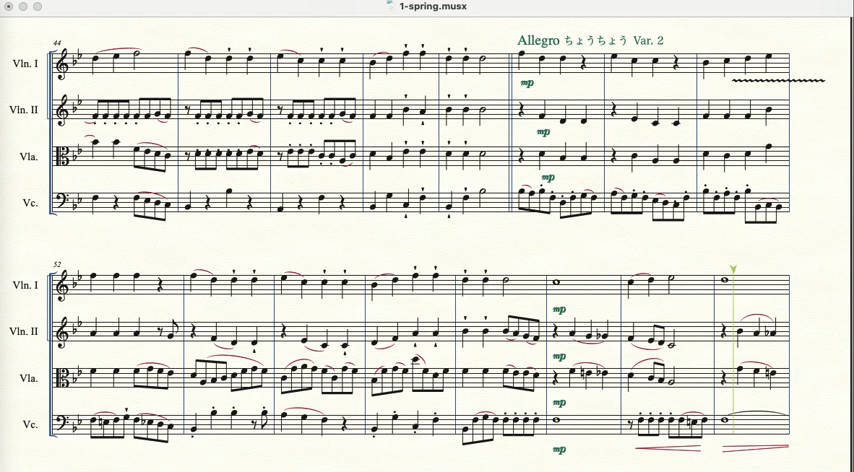 1-spring.musx
Allegro ちょうちょう Var. 2
44
Vln. I
mp
Vln. II
mp
Vla.
mp
Vc.
52
Vln. I
mp
Vln. II
mp
Vla.
mp
Vc.
mp